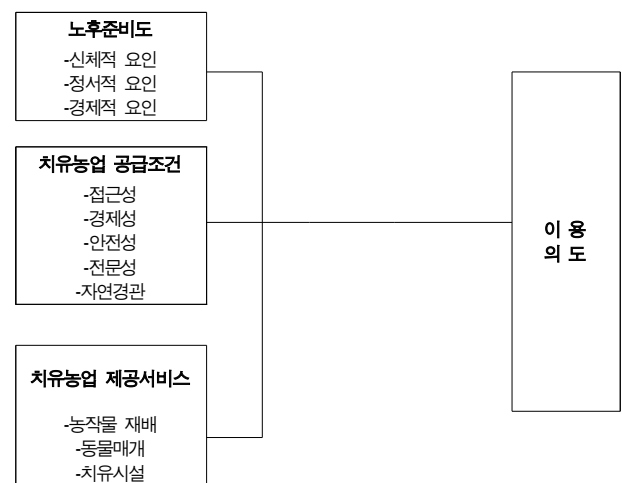 노후준비도
-신체적 요인
-정서적 요인
-경제적 요인
치유농업 공급조건
-접근성
-경제성
-안전성
-전문성
-자연경관
이 용
의 도
치유농업 제공서비스
-농작물 재배
-동물매개
-치유시설